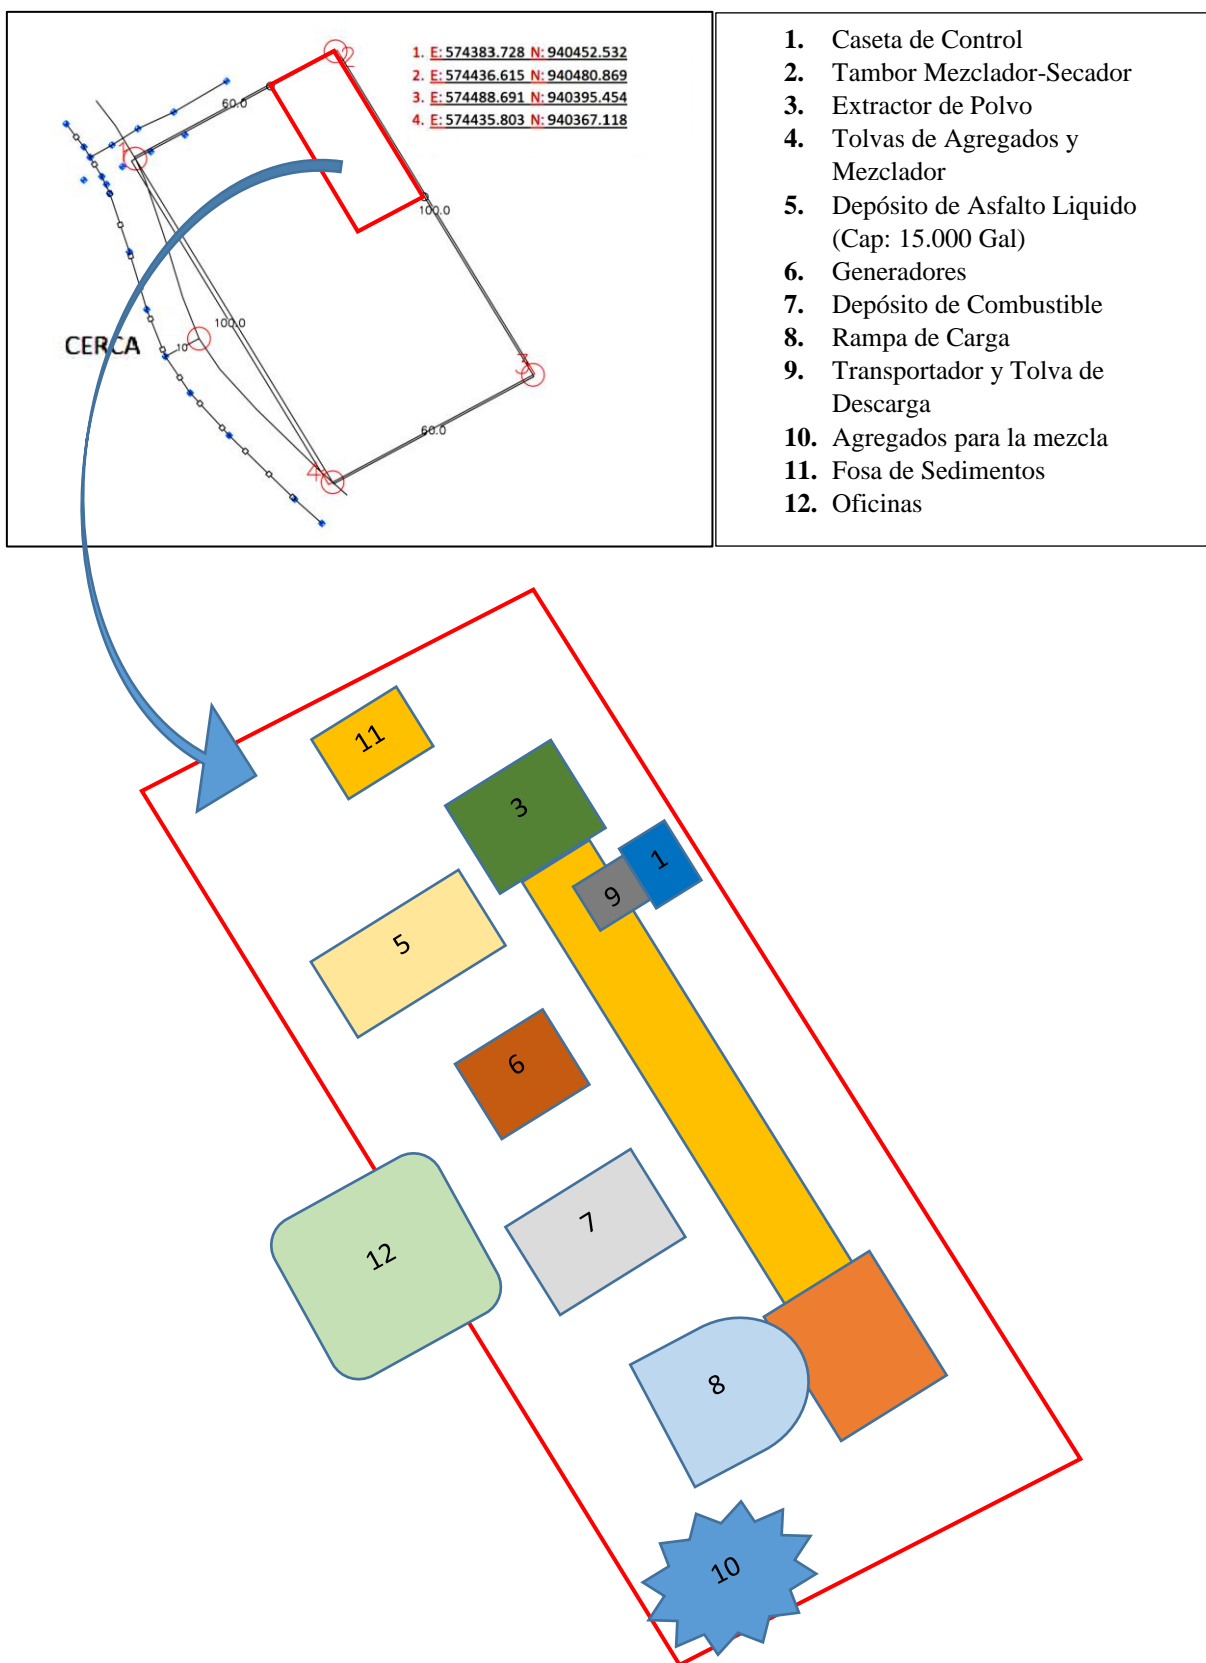 1. E: 574383.728 N: 940452.532
2. E: 574436.615 N: 940480.869
3. E: 574488.691 N: 940395.454
4. E: 574435.803 N: 940367.118
2
60.0
1
100.0
100.0
CERCA
10
3
60.0
4
1. Caseta de Control
2. Tambor Mezclador-Secador
3. Extractor de Polvo
4. Tolvas de Agregados y
Mezclador
5. Depósito de Asfalto Liquido
(Cap: 15.000 Gal)
6. Generadores
7. Depósito de Combustible
8. Rampa de Carga
9. Transportador y Tolva de
Descarga
10. Agregados para la mezcla
11. Fosa de Sedimentos
12. Oficinas
11
3
1
9
5
6
7
12
8
10